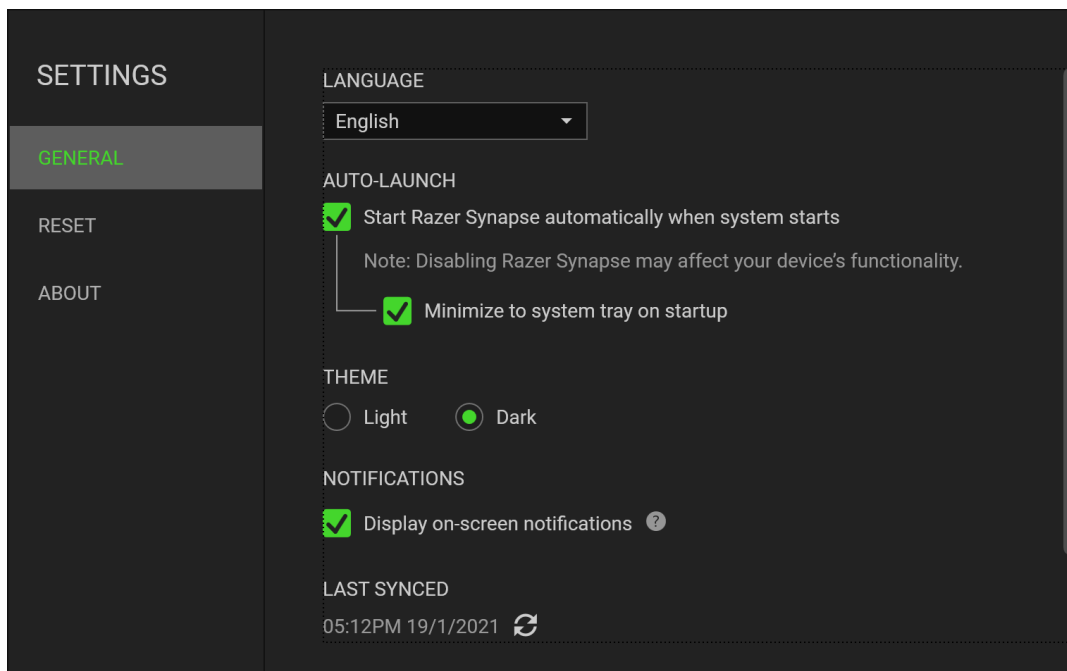 SETTINGS
GENERAL
RESET
ABOUT
LANGUAGE
English
AUTO-LAUNCH
Start Razer Synapse automatically when system starts
Note: Disabling Razer Synapse may affect your device’s functionality.
Minimize to system tray on startup
THEME
Light Dark
NOTIFICATIONS
Display on-screen notifications ?
LAST SYNCED
05:12PM 19/1/2021